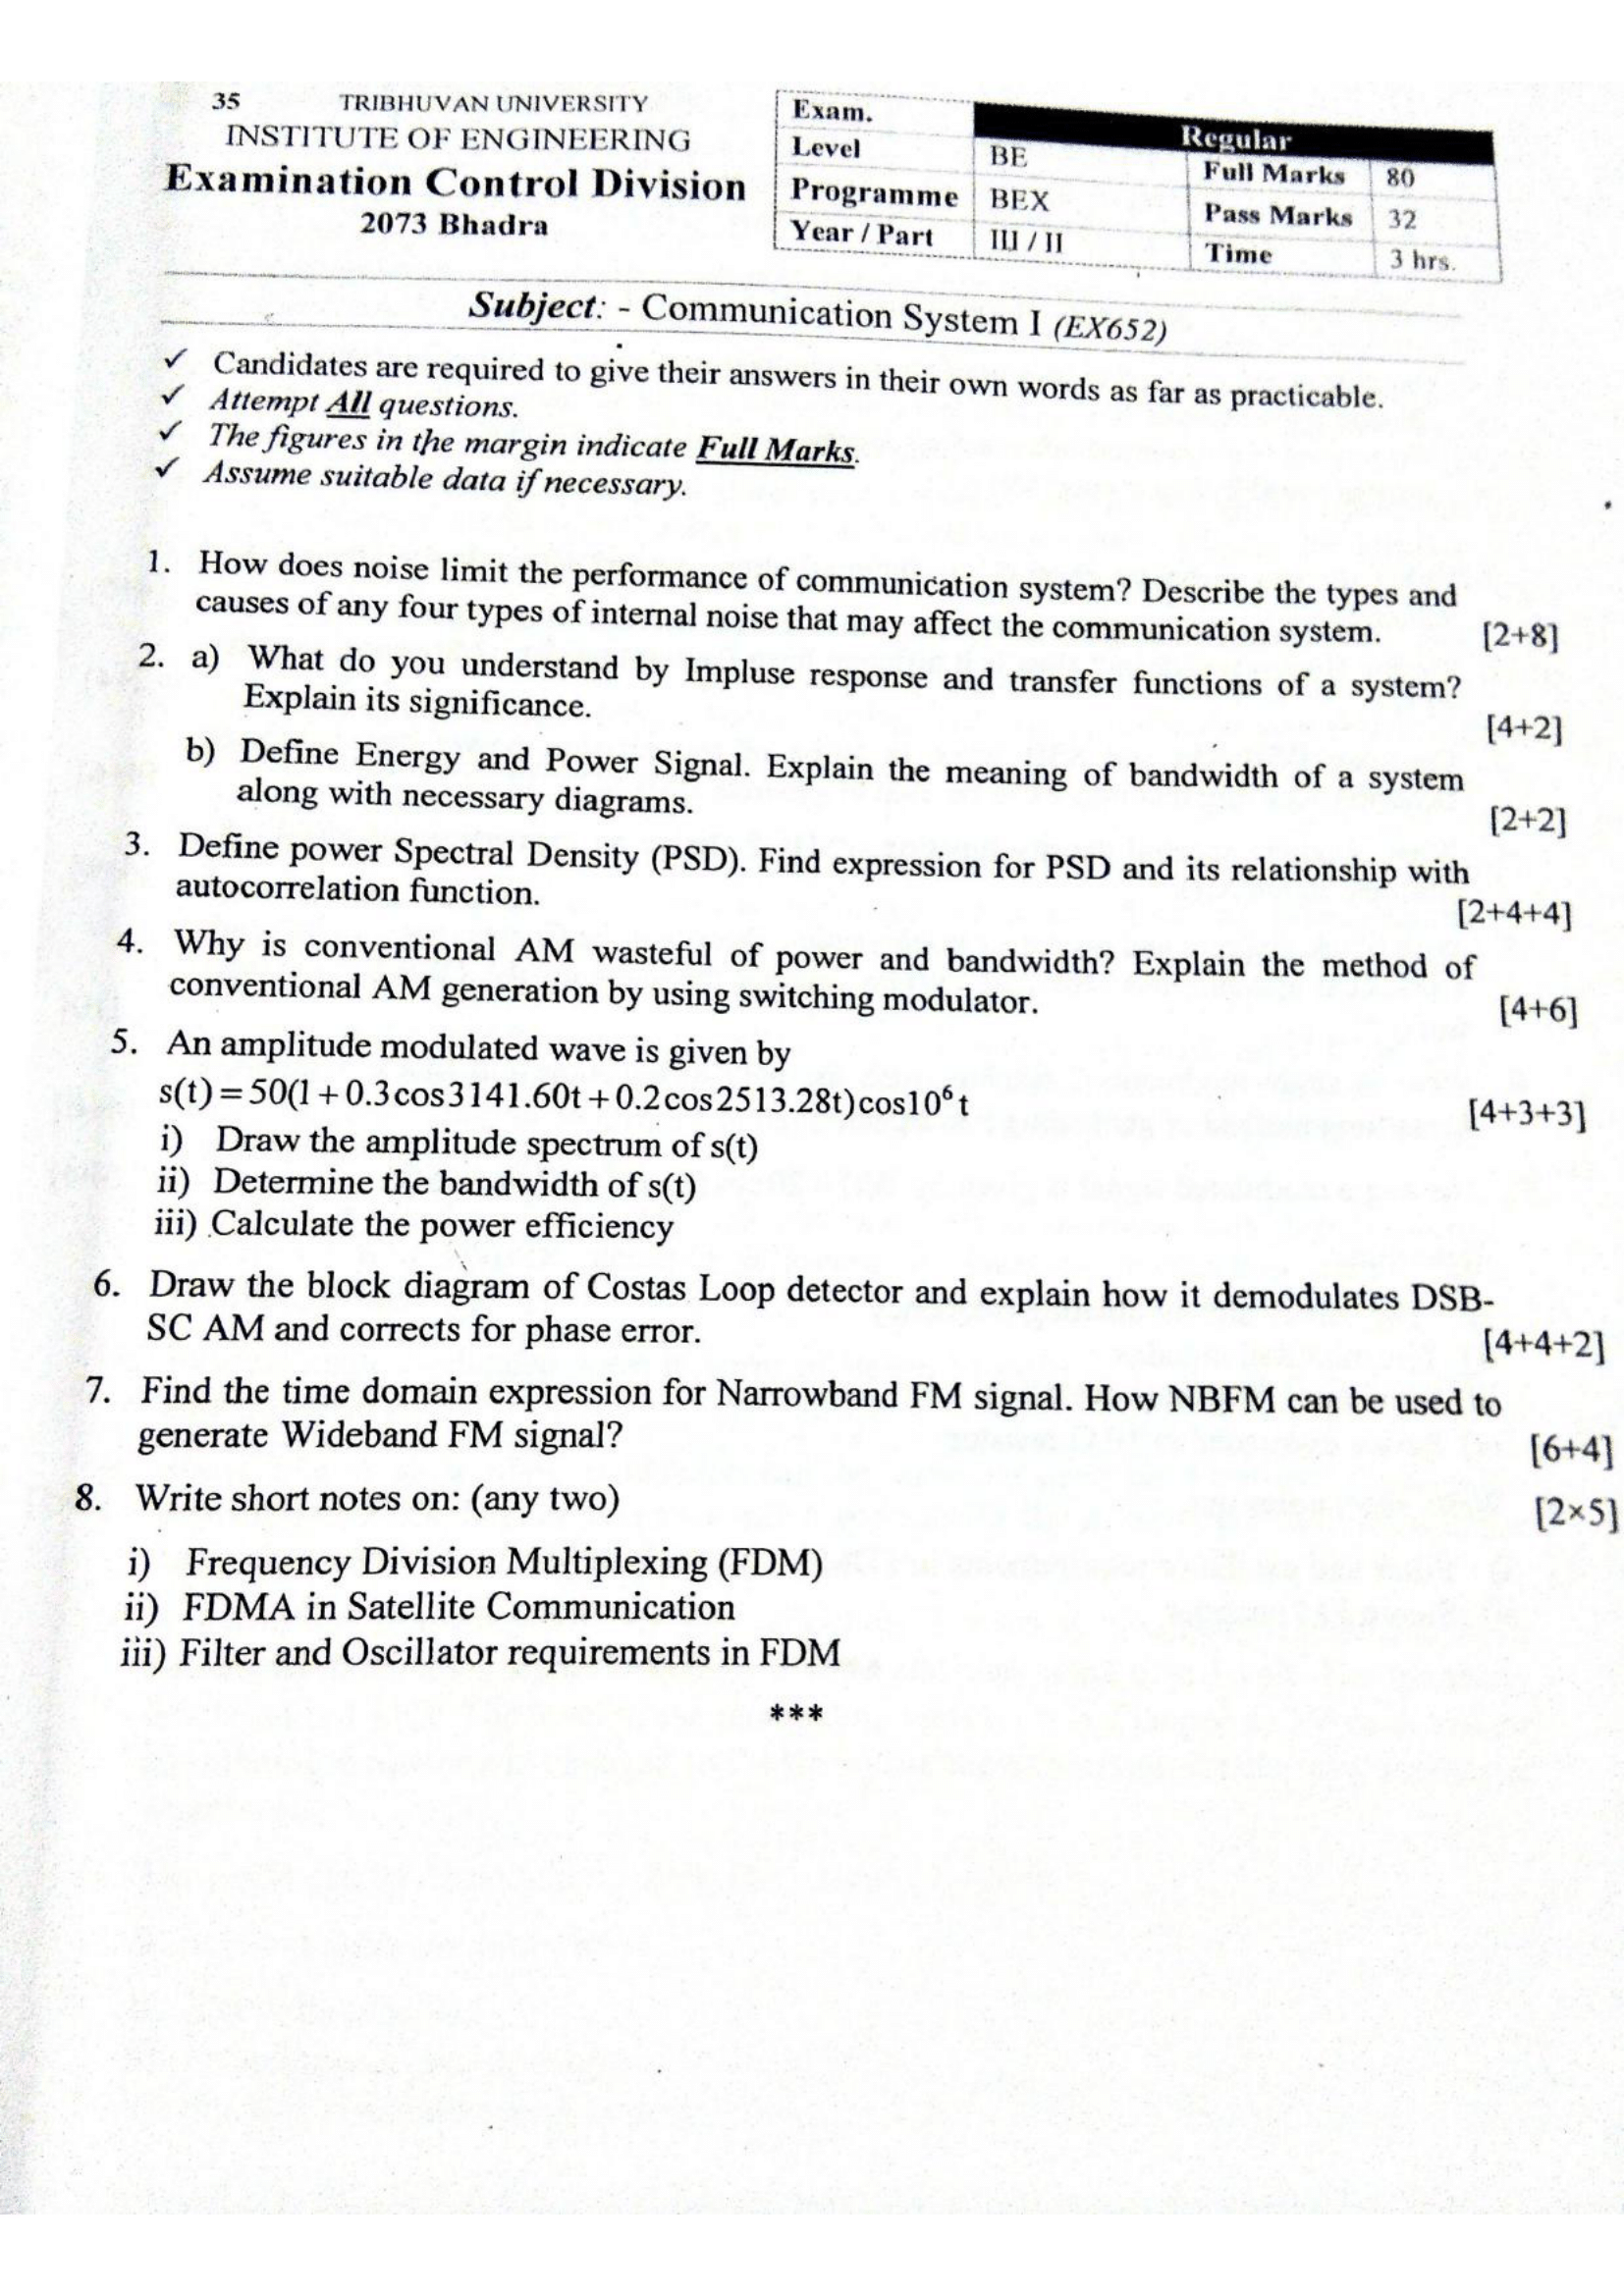 35 TRIBHUVAN UNIVERSITY
INSTITUTE OF ENGINEERING
Examination Control Division
2073 Bhadra
Exam. Regular
Level BE Full Marks 80
Programme BEX Pass Marks 32
Year / Part III / II Time 3 hrs.
Subject: - Communication System I (EX652)
✓ Candidates are required to give their answers in their own words as far as practicable.
✓ Attempt All questions.
✓ The figures in the margin indicate Full Marks.
✓ Assume suitable data if necessary.
1. How does noise limit the performance of communication system? Describe the types and
causes of any four types of internal noise that may affect the communication system. [2+8]
2. a) What do you understand by Impluse response and transfer functions of a system?
Explain its significance. [4+2]
b) Define Energy and Power Signal. Explain the meaning of bandwidth of a system
along with necessary diagrams. [2+2]
3. Define power Spectral Density (PSD). Find expression for PSD and its relationship with
autocorrelation function. [2+4+4]
4. Why is conventional AM wasteful of power and bandwidth? Explain the method of
conventional AM generation by using switching modulator. [4+6]
5. An amplitude modulated wave is given by
s(t) = 50(1 + 0.3cos3141.60t + 0.2cos2513.28t)cos10⁶t [4+3+3]
i) Draw the amplitude spectrum of s(t)
ii) Determine the bandwidth of s(t)
iii) Calculate the power efficiency
6. Draw the block diagram of Costas Loop detector and explain how it demodulates DSB-
SC AM and corrects for phase error. [4+4+2]
7. Find the time domain expression for Narrowband FM signal. How NBFM can be used to
generate Wideband FM signal? [6+4]
8. Write short notes on: (any two) [2×5]
i) Frequency Division Multiplexing (FDM)
ii) FDMA in Satellite Communication
iii) Filter and Oscillator requirements in FDM
***